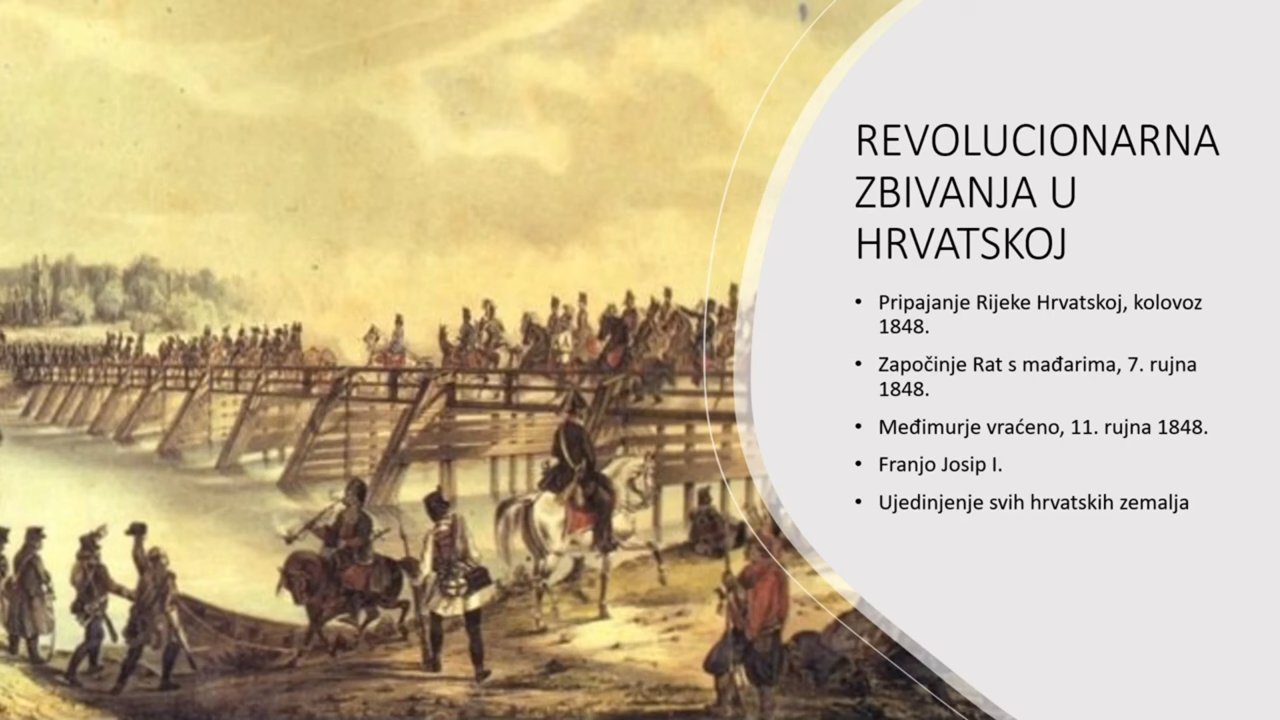 REVOLUCIONARNA
ZBIVANJA U
HRVATSKOJ
• Pripajanje Rijeke Hrvatskoj, kolovoz
1848.
• Započinje Rat s mađarima, 7. rujna
1848.
• Međimurje vraćeno, 11. rujna 1848.
• Franjo Josip I.
• Ujedinjenje svih hrvatskih zemalja